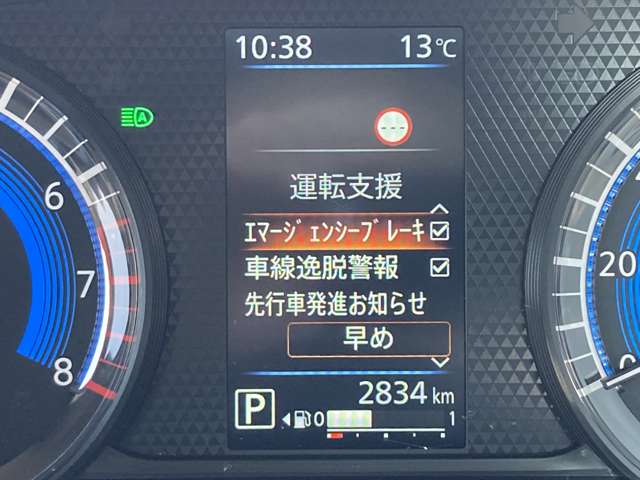 10:38 13℃
A
---
運転支援
ｴﾏｰｼﾞｪﾝｼｰﾌﾞﾚｰｷ
車線逸脱警報
先行車発進お知らせ
早め
2834 km
P 0 1
6
7
8
20
0